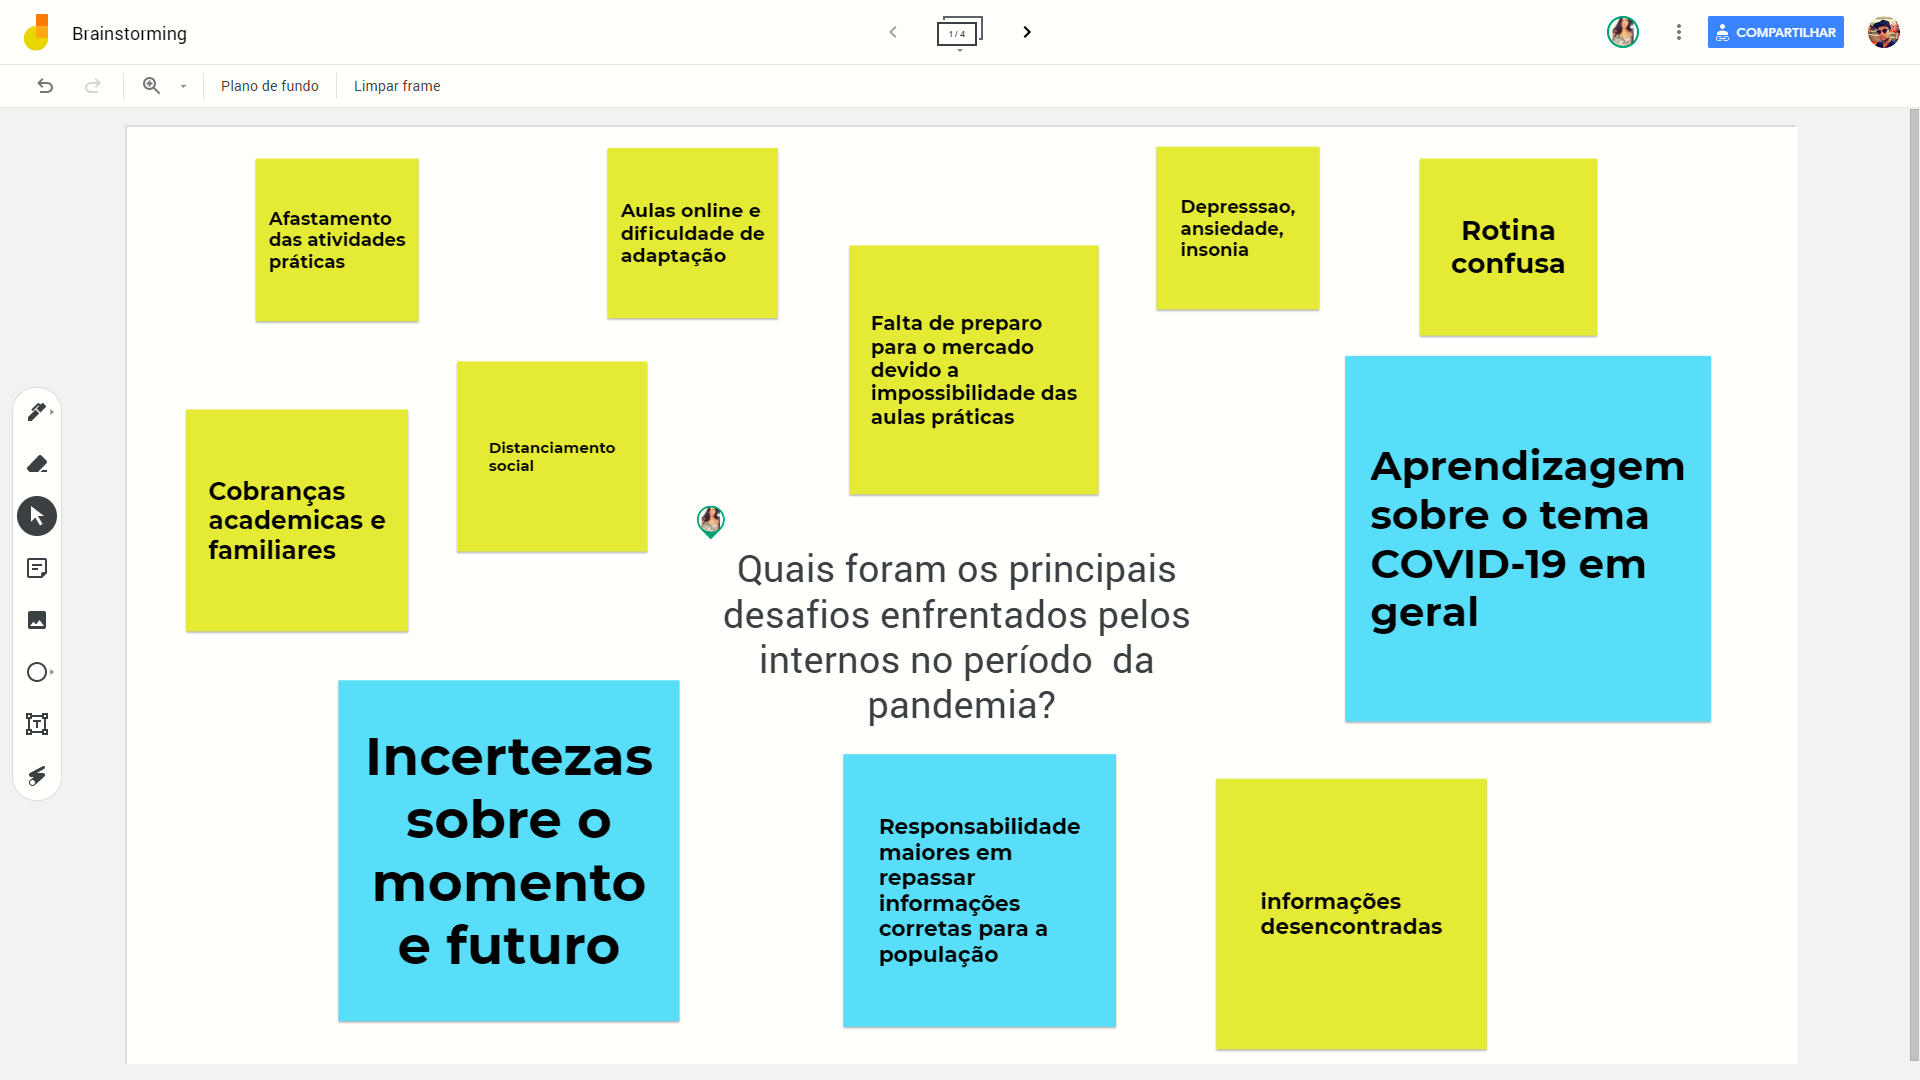 Brainstorming
1 / 4
COMPARTILHAR
Plano de fundo
Limpar frame
Afastamento
das atividades
práticas
Aulas online e
dificuldade de
adaptação
Falta de preparo
para o mercado
devido a
impossibilidade das
aulas práticas
Depresssao,
ansiedade,
insonia
Rotina
confusa
Cobranças
academicas e
familiares
Distanciamento
social
Aprendizagem
sobre o tema
COVID-19 em
geral
Quais foram os principais
desafios enfrentados pelos
internos no período  da
pandemia?
Incertezas
sobre o
momento
e futuro
Responsabilidade
maiores em
repassar
informações
corretas para a
população
informações
desencontradas